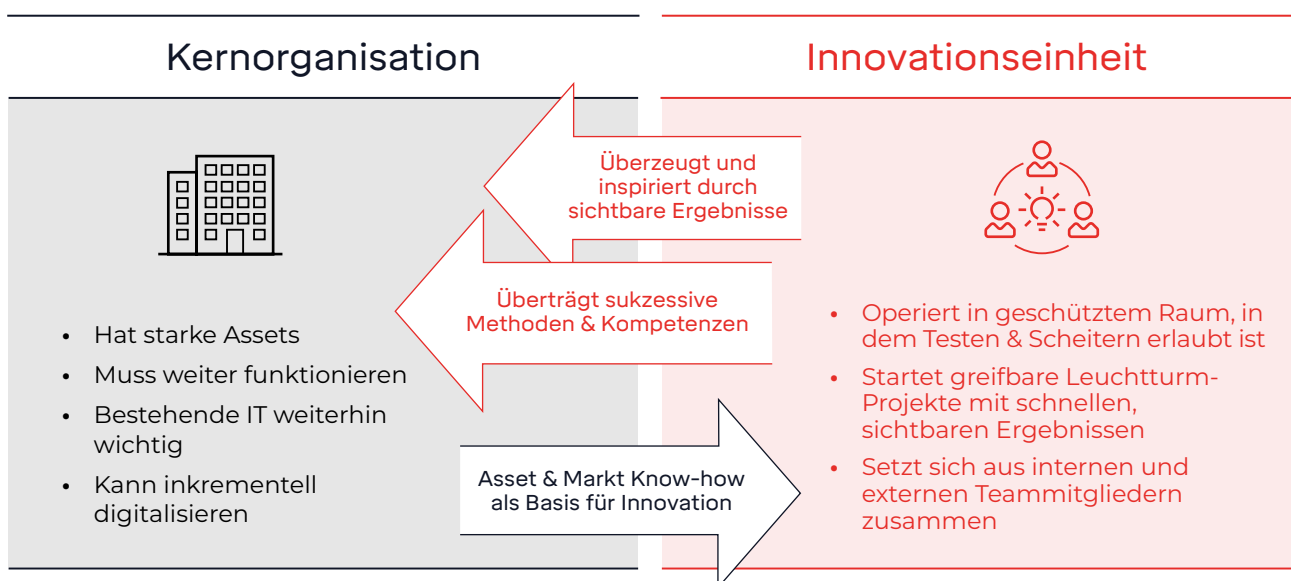 Kernorganisation
Innovationseinheit
Überzeugt und
inspiriert durch
sichtbare Ergebnisse
Überträgt sukzessive
Methoden & Kompetenzen
• Hat starke Assets
• Muss weiter funktionieren
• Bestehende IT weiterhin
wichtig
• Kann inkrementell
digitalisieren
Asset & Markt Know-how
als Basis für Innovation
• Operiert in geschütztem Raum, in
dem Testen & Scheitern erlaubt ist
• Startet greifbare Leuchtturm-
Projekte mit schnellen,
sichtbaren Ergebnissen
• Setzt sich aus internen und
externen Teammitgliedern
zusammen